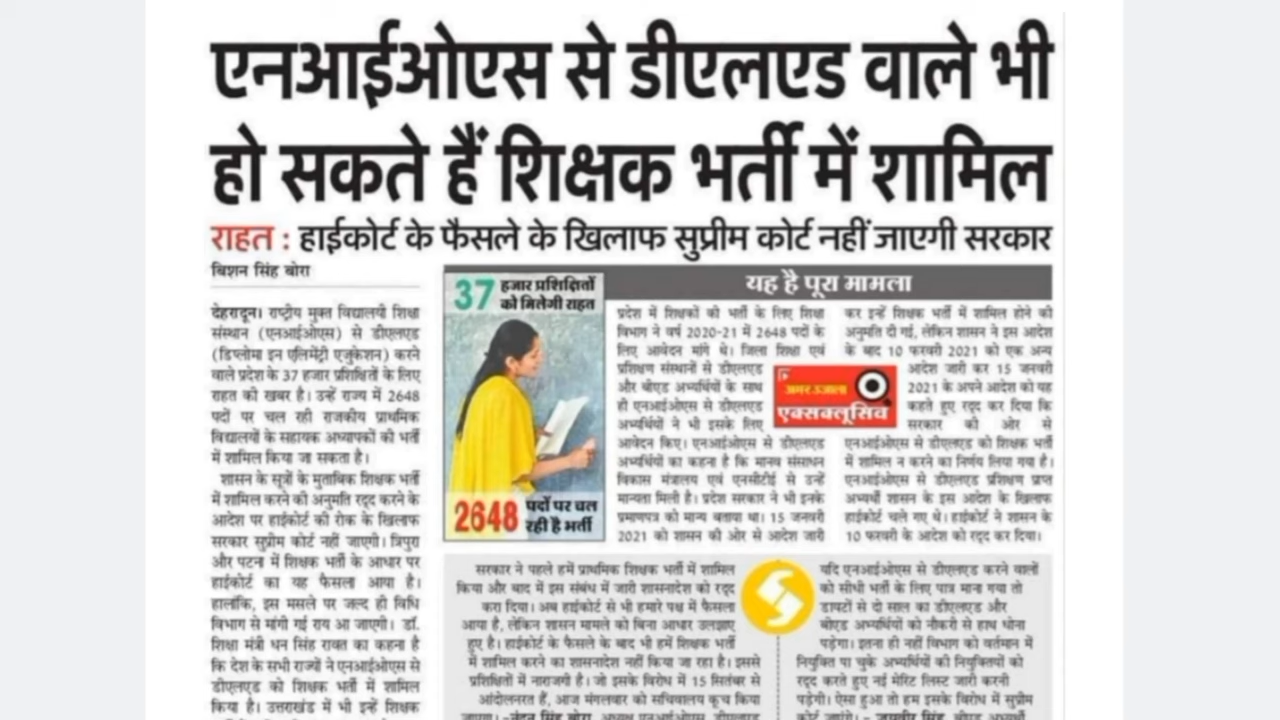 एनआईओएस से डीएलएड वाले भी
हो सकते हैं शिक्षक भर्ती में शामिल
राहत : हाईकोर्ट के फैसले के खिलाफ सुप्रीम कोर्ट नहीं जाएगी सरकार
बिशन सिंह बोरा
देहरादून। राष्ट्रीय मुक्त विद्यालयी शिक्षा
संस्थान (एनआईओएस) से डीएलएड
(डिप्लोमा इन एलिमेंट्री एजुकेशन) करने
वाले प्रदेश के 37 हजार प्रशिक्षितों के लिए
राहत की खबर है। उन्हें राज्य में 2648
पदों पर चल रही राजकीय प्राथमिक
विद्यालयों के सहायक अध्यापकों की भर्ती
में शामिल किया जा सकता है।
शासन के सूत्रों के मुताबिक शिक्षक भर्ती
में शामिल करने की अनुमति रद्द करने के
आदेश पर हाईकोर्ट की रोक के खिलाफ
सरकार सुप्रीम कोर्ट नहीं जाएगी। त्रिपुरा
और पटना में शिक्षक भर्ती के आधार पर
हाईकोर्ट का यह फैसला आया है।
हालांकि, इस मसले पर जल्द ही विधि
विभाग से मांगी गई राय आ जाएगी। डॉ.
शिक्षा मंत्री धन सिंह रावत का कहना है
कि देश के सभी राज्यों ने एनआईओएस से
डीएलएड को शिक्षक भर्ती में शामिल
किया है। उत्तराखंड में भी इन्हें शिक्षक
37 हजार प्रशिक्षितों
को मिलेगी राहत
2648 पदों पर चल
रही है भर्ती
यह है पूरा मामला
प्रदेश में शिक्षकों की भर्ती के लिए शिक्षा
विभाग ने वर्ष 2020-21 में 2648 पदों के
लिए आवेदन मांगे थे। जिला शिक्षा एवं
प्रशिक्षण संस्थानों से डीएलएड
और बीएड अभ्यर्थियों के साथ
ही एनआईओएस से डीएलएड
अभ्यर्थियों ने भी इसके लिए
आवेदन किए। एनआईओएस से डीएलएड
अभ्यर्थियों का कहना है कि मानव संसाधन
विकास मंत्रालय एवं एनसीटीई से उन्हें
मान्यता मिली है। प्रदेश सरकार ने भी इनके
प्रमाणपत्र को मान्य बताया था। 15 जनवरी
2021 को शासन की ओर से आदेश जारी
अमर उजाला
एक्सक्लूसिव
कर इन्हें शिक्षक भर्ती में शामिल होने की
अनुमति दी गई, लेकिन शासन ने इस आदेश
के बाद 10 फरवरी 2021 को एक अन्य
आदेश जारी कर 15 जनवरी
2021 के अपने आदेश को यह
कहते हुए रद्द कर दिया कि
सरकार की ओर से
एनआईओएस से डीएलएड को शिक्षक भर्ती
में शामिल न करने का निर्णय लिया गया है।
एनआईओएस से डीएलएड प्रशिक्षण प्राप्त
अभ्यर्थी शासन के इस आदेश के खिलाफ
हाईकोर्ट चले गए थे। हाईकोर्ट ने शासन के
10 फरवरी के आदेश को रद्द कर दिया।
सरकार ने पहले हमें प्राथमिक शिक्षक भर्ती में शामिल
किया और बाद में इस संबंध में जारी शासनादेश को रद्द
करा दिया। अब हाईकोर्ट से भी हमारे पक्ष में फैसला
आया है, लेकिन शासन मामले को बिना आधार उलझाए
हुए है। हाईकोर्ट के फैसले के बाद भी हमें शिक्षक भर्ती
में शामिल करने का शासनादेश नहीं किया जा रहा है। इससे
प्रशिक्षितों में नाराजगी है। जो इसके विरोध में 15 सितंबर से
आंदोलनरत हैं, आज मंगलवार को सचिवालय कूच किया
जाएगा। -नंदन सिंह बोरा, अध्यक्ष एनआईओएस डीएलएड
यदि एनआईओएस से डीएलएड करने वालों
को सीधी भर्ती के लिए पात्र माना गया तो
डायटों से दो साल का डीएलएड और
बीएड अभ्यर्थियों को नौकरी से हाथ धोना
पड़ेगा। इतना ही नहीं विभाग को वर्तमान में
नियुक्ति पा चुके अभ्यर्थियों की नियुक्तियों को
रद्द करते हुए नई मेरिट लिस्ट जारी करनी
पड़ेगी। ऐसा हुआ तो हम इसके विरोध में सुप्रीम
कोर्ट जाएंगे। - जयवीर सिंह, बीएड अभ्यर्थी